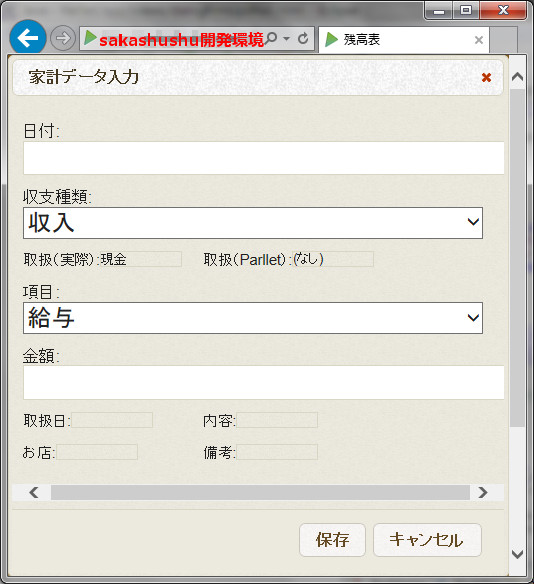 sakashushu開発環境
残高表
家計データ入力
日付:
収支種類:
収入
取扱(実際):現金 取扱(Parllet):(なし)
項目:
給与
金額:
取扱日: 内容:
お店: 備考:
保存 キャンセル